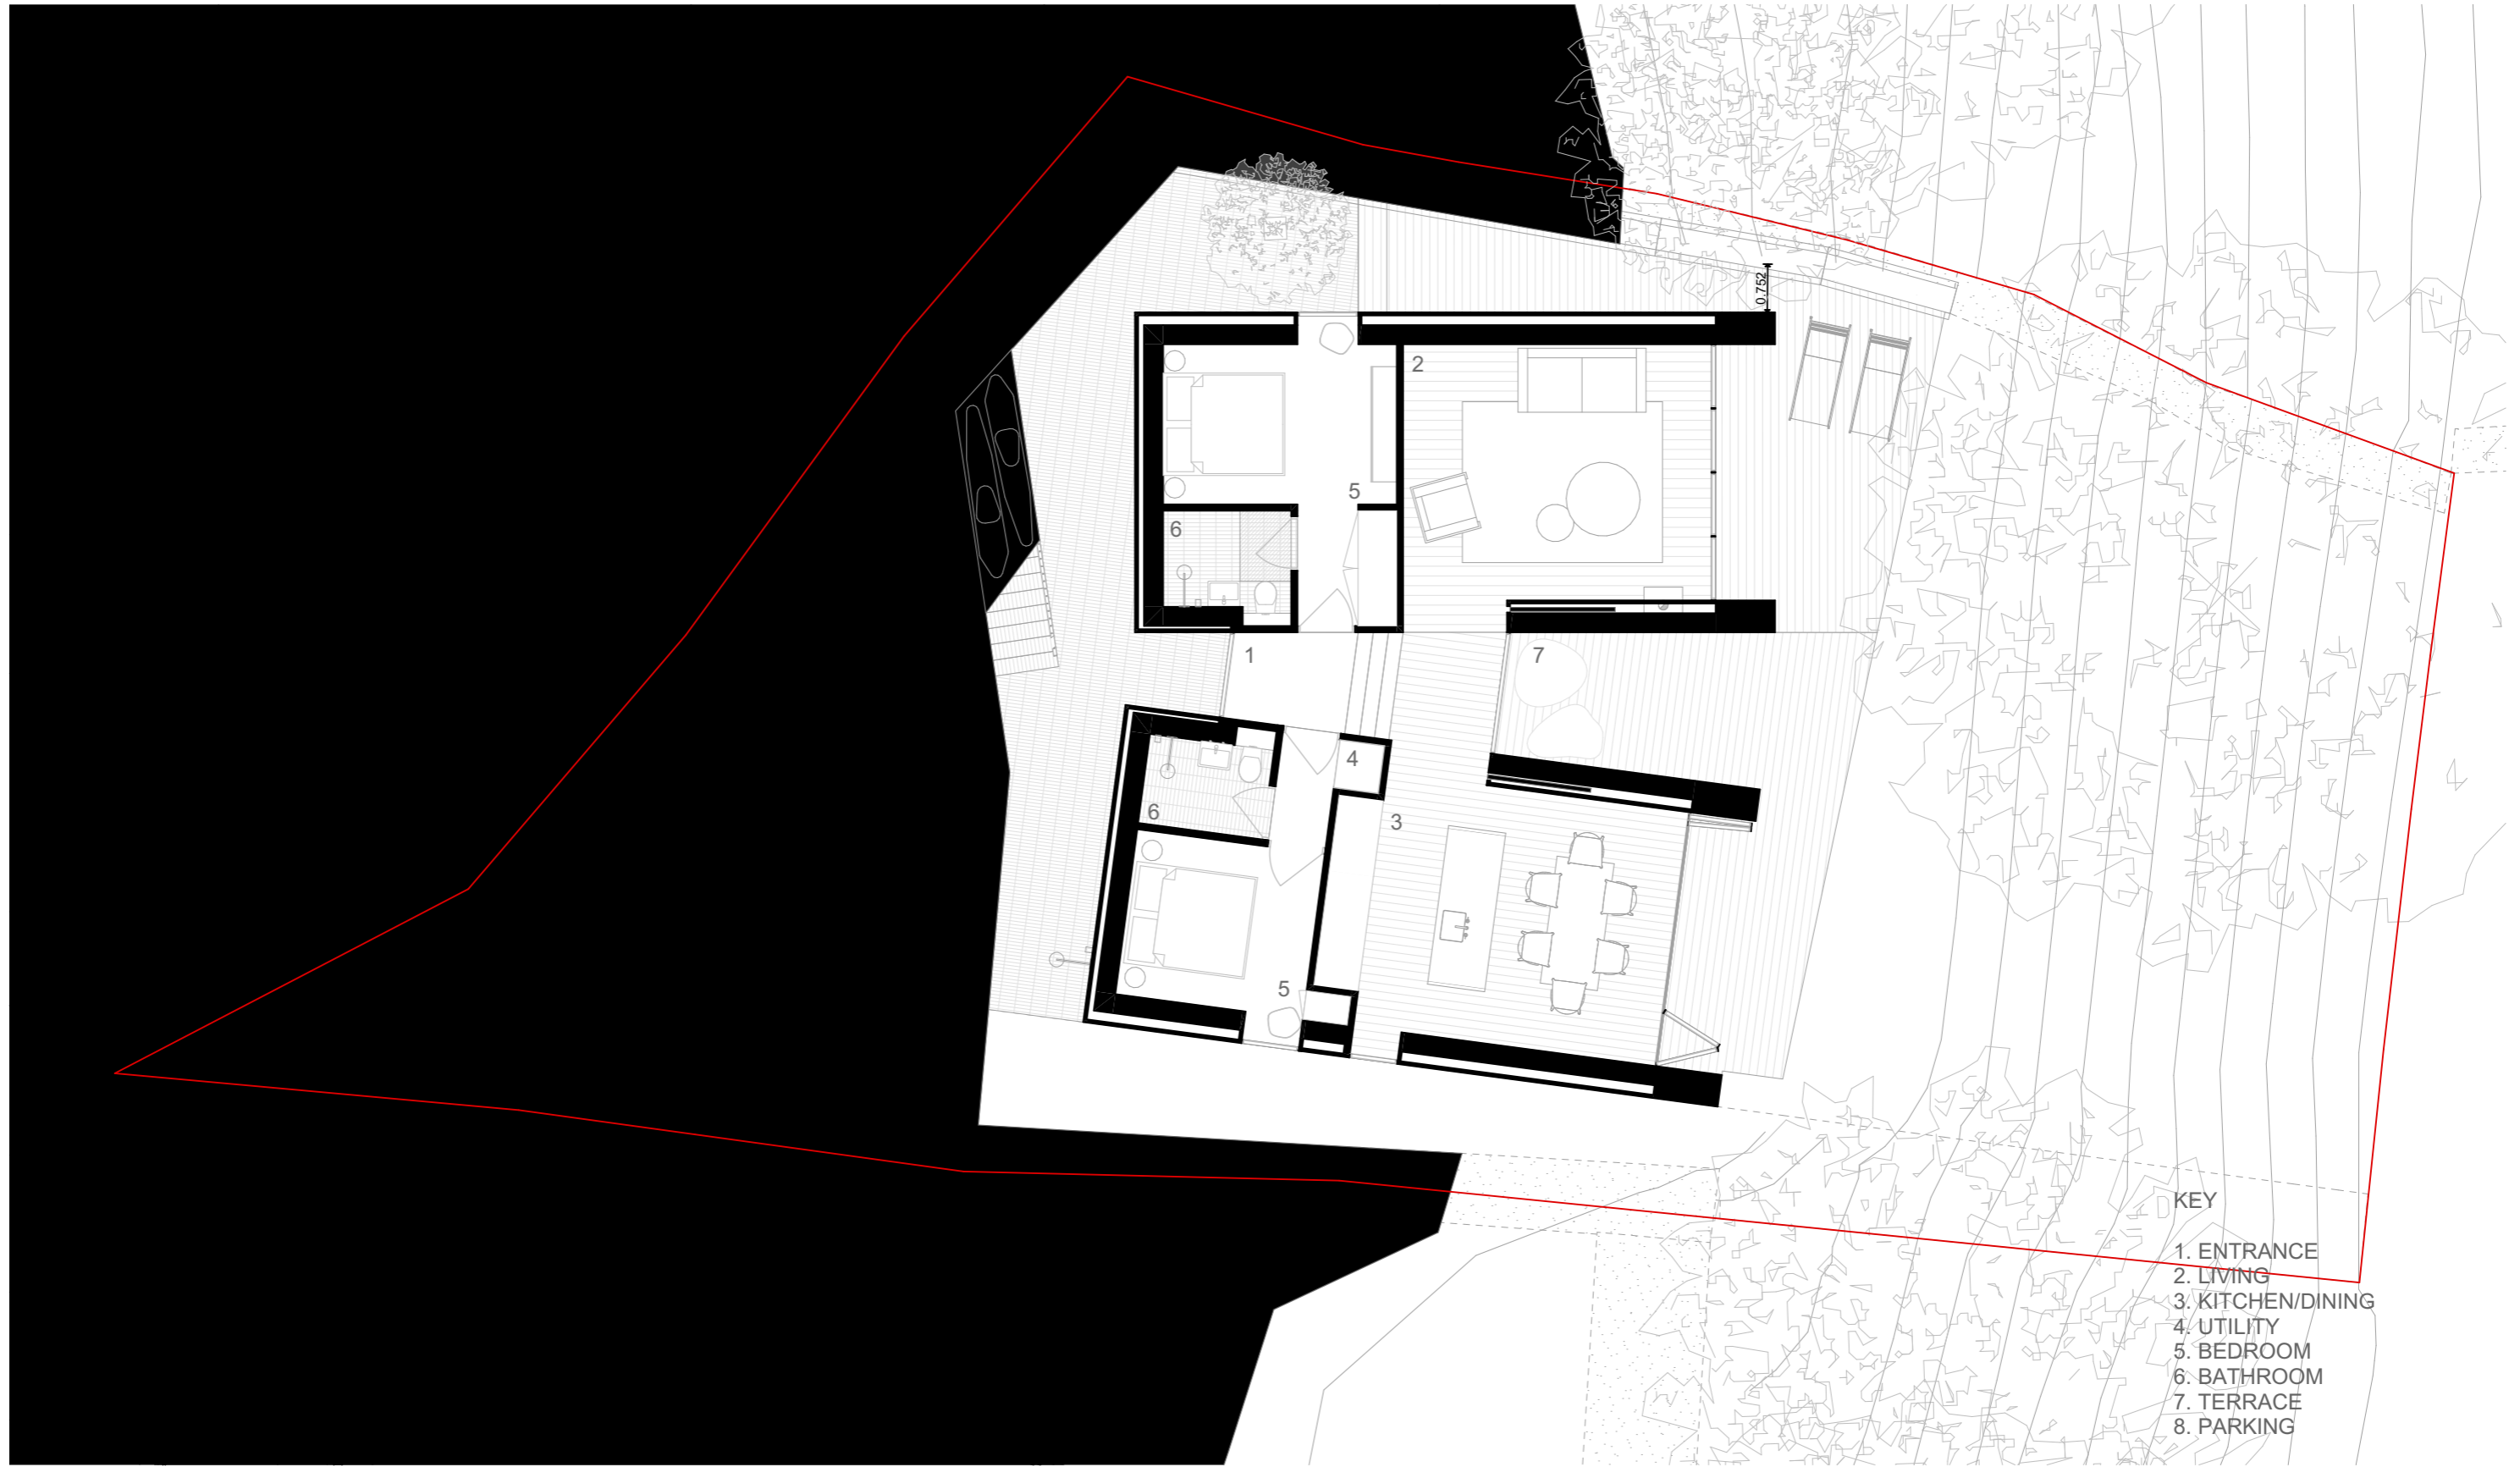 0.752
2
5
6
1
7
4
6
3
5
KEY
1. ENTRANCE
2. LIVING
3. KITCHEN/DINING
4. UTILITY
5. BEDROOM
6. BATHROOM
7. TERRACE
8. PARKING